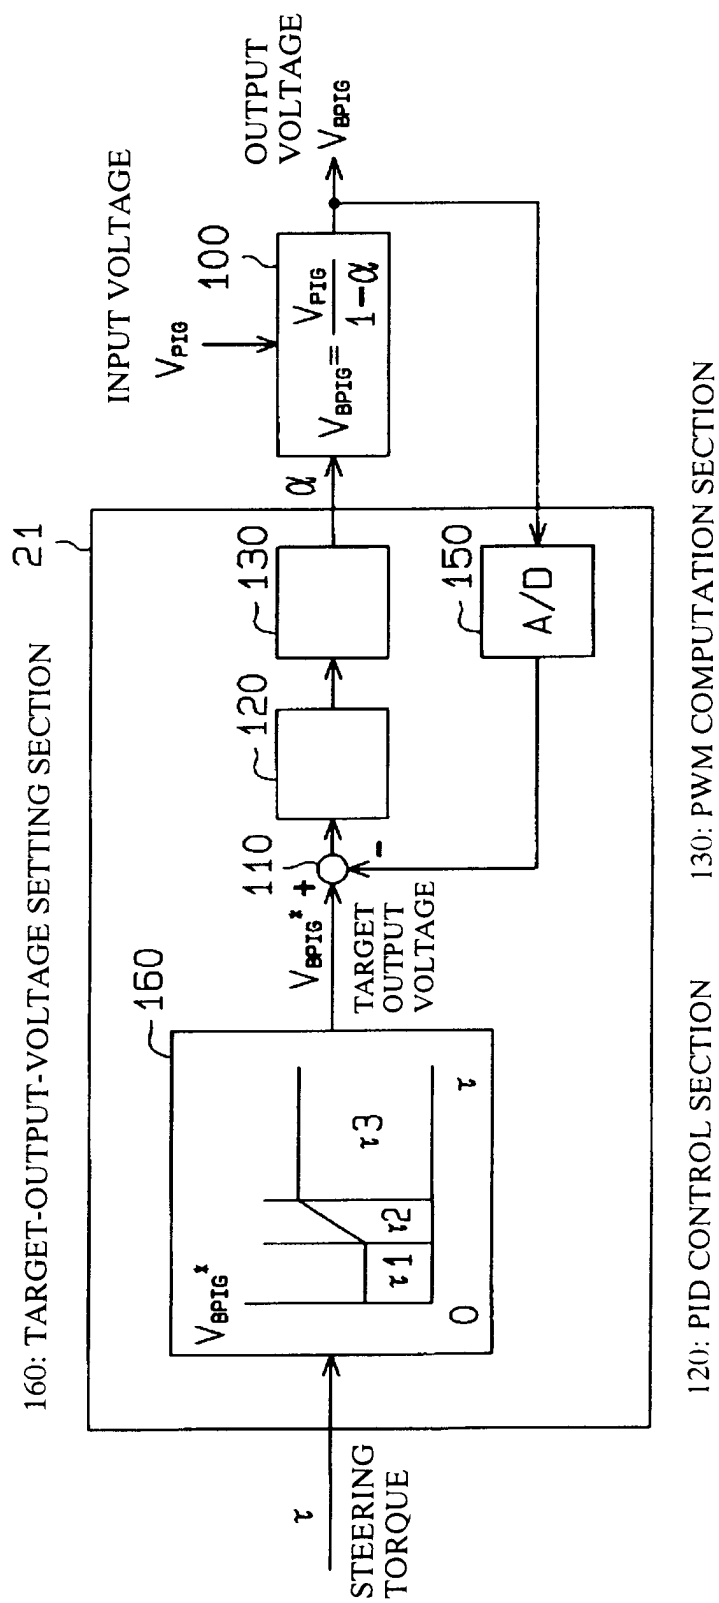 160: TARGET-OUTPUT-VOLTAGE SETTING SECTION
21
INPUT VOLTAGE
V_PIG
OUTPUT
VOLTAGE
V_BPIG
160
V_BPIG*
τ1
τ2
τ3
0
τ
τ
STEERING
TORQUE
V_BPIG*
+
-
TARGET
OUTPUT
VOLTAGE
110
120
130
α
100
V_BPIG = V_PIG / 1-α
150
A/D
120: PID CONTROL SECTION
130: PWM COMPUTATION SECTION